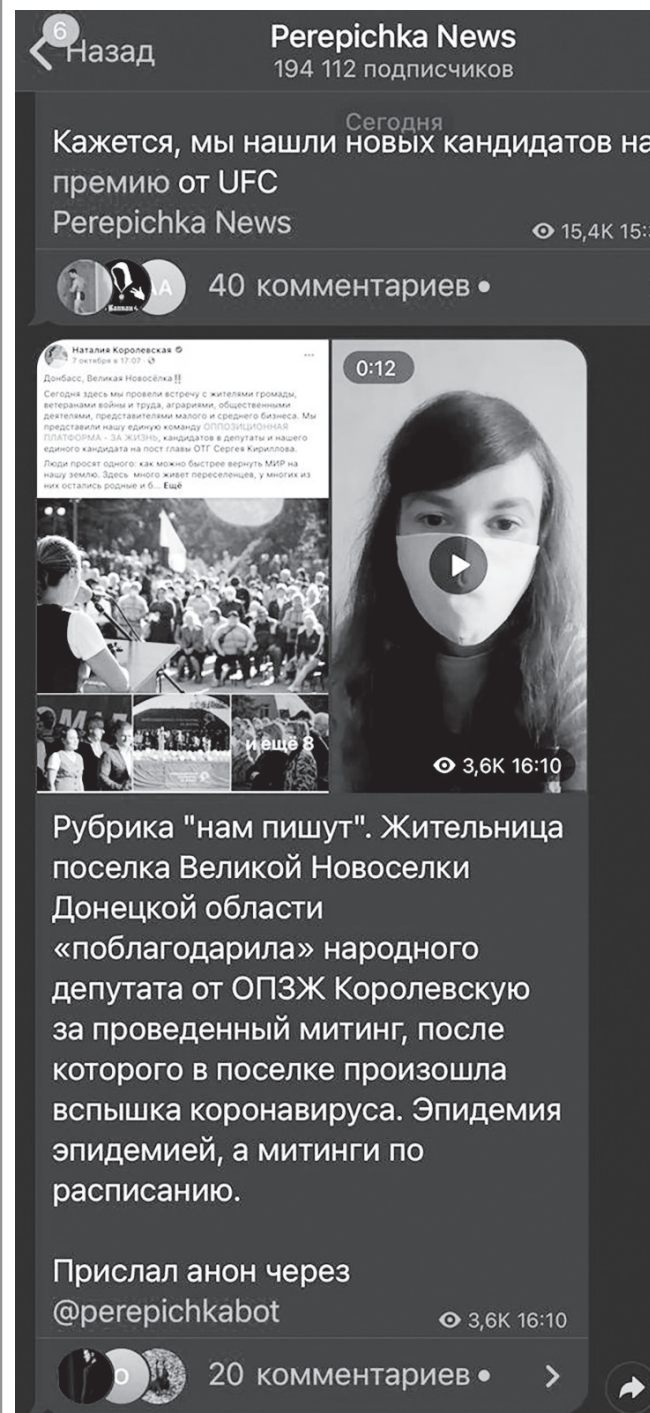 6
Назад
Perepichka News
194 112 подписчиков
Сегодня
Кажется, мы нашли новых кандидатов на
премию от UFC
Perepichka News
15,4K 15:
40 комментариев
Наталия Королевская
7 октября в 17:07
Донбасс, Великая Новосёлка‼
Сегодня здесь мы провели встречу с жителями громады,
ветеранами войны и труда, аграриями, общественными
деятелями, представителями малого и среднего бизнеса. Мы
представили нашу единую команду ОППОЗИЦИОННАЯ
ПЛАТФОРМА - ЗА ЖИЗНЬ, кандидатов в депутаты и нашего
единого кандидата на пост главы ОТГ Сергея Кириллова.
Люди просят одного: как можно быстрее вернуть МИР на
нашу землю. Здесь много живет переселенцев, у многих из
них остались родные и б... Ещё
и ещё 8
0:12
3,6K 16:10
Рубрика "нам пишут". Жительница
поселка Великой Новоселки
Донецкой области
«поблагодарила» народного
депутата от ОПЗЖ Королевскую
за проведенный митинг, после
которого в поселке произошла
вспышка коронавируса. Эпидемия
эпидемией, а митинги по
расписанию.
Прислал анон через
@perepichkabot
3,6K 16:10
20 комментариев